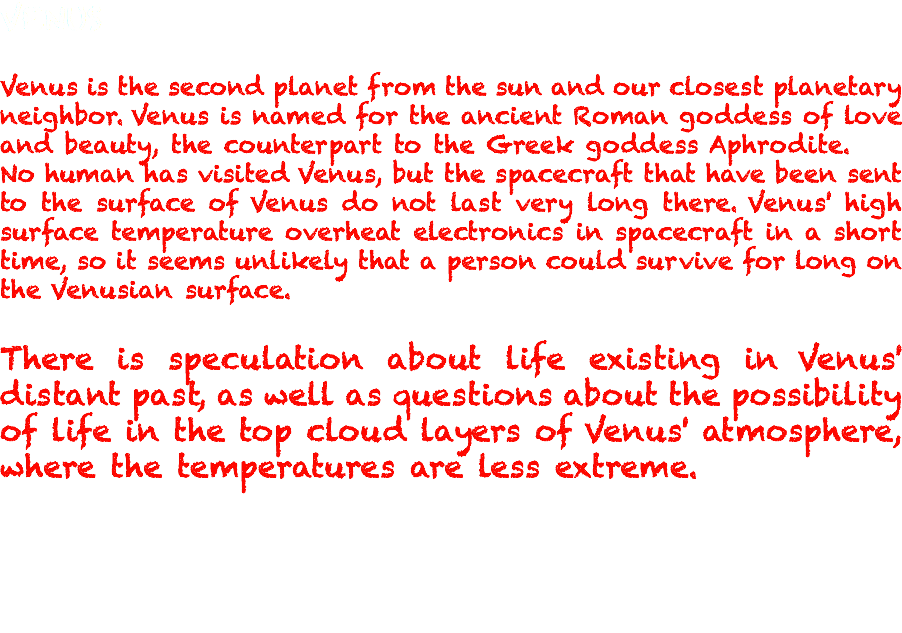 Venus is the second planet from the sun and our closest planetary
neighbor. Venus is named for the ancient Roman goddess of love
and beauty, the counterpart to the Greek goddess Aphrodite.
No human has visited Venus, but the spacecraft that have been sent
to the surface of Venus do not last very long there. Venus' high
surface temperature overheat electronics in spacecraft in a short
time, so it seems unlikely that a person could survive for long on
the Venusian surface.
There is speculation about life existing in Venus'
distant past, as well as questions about the possibility
of life in the top cloud layers of Venus' atmosphere,
where the temperatures are less extreme.